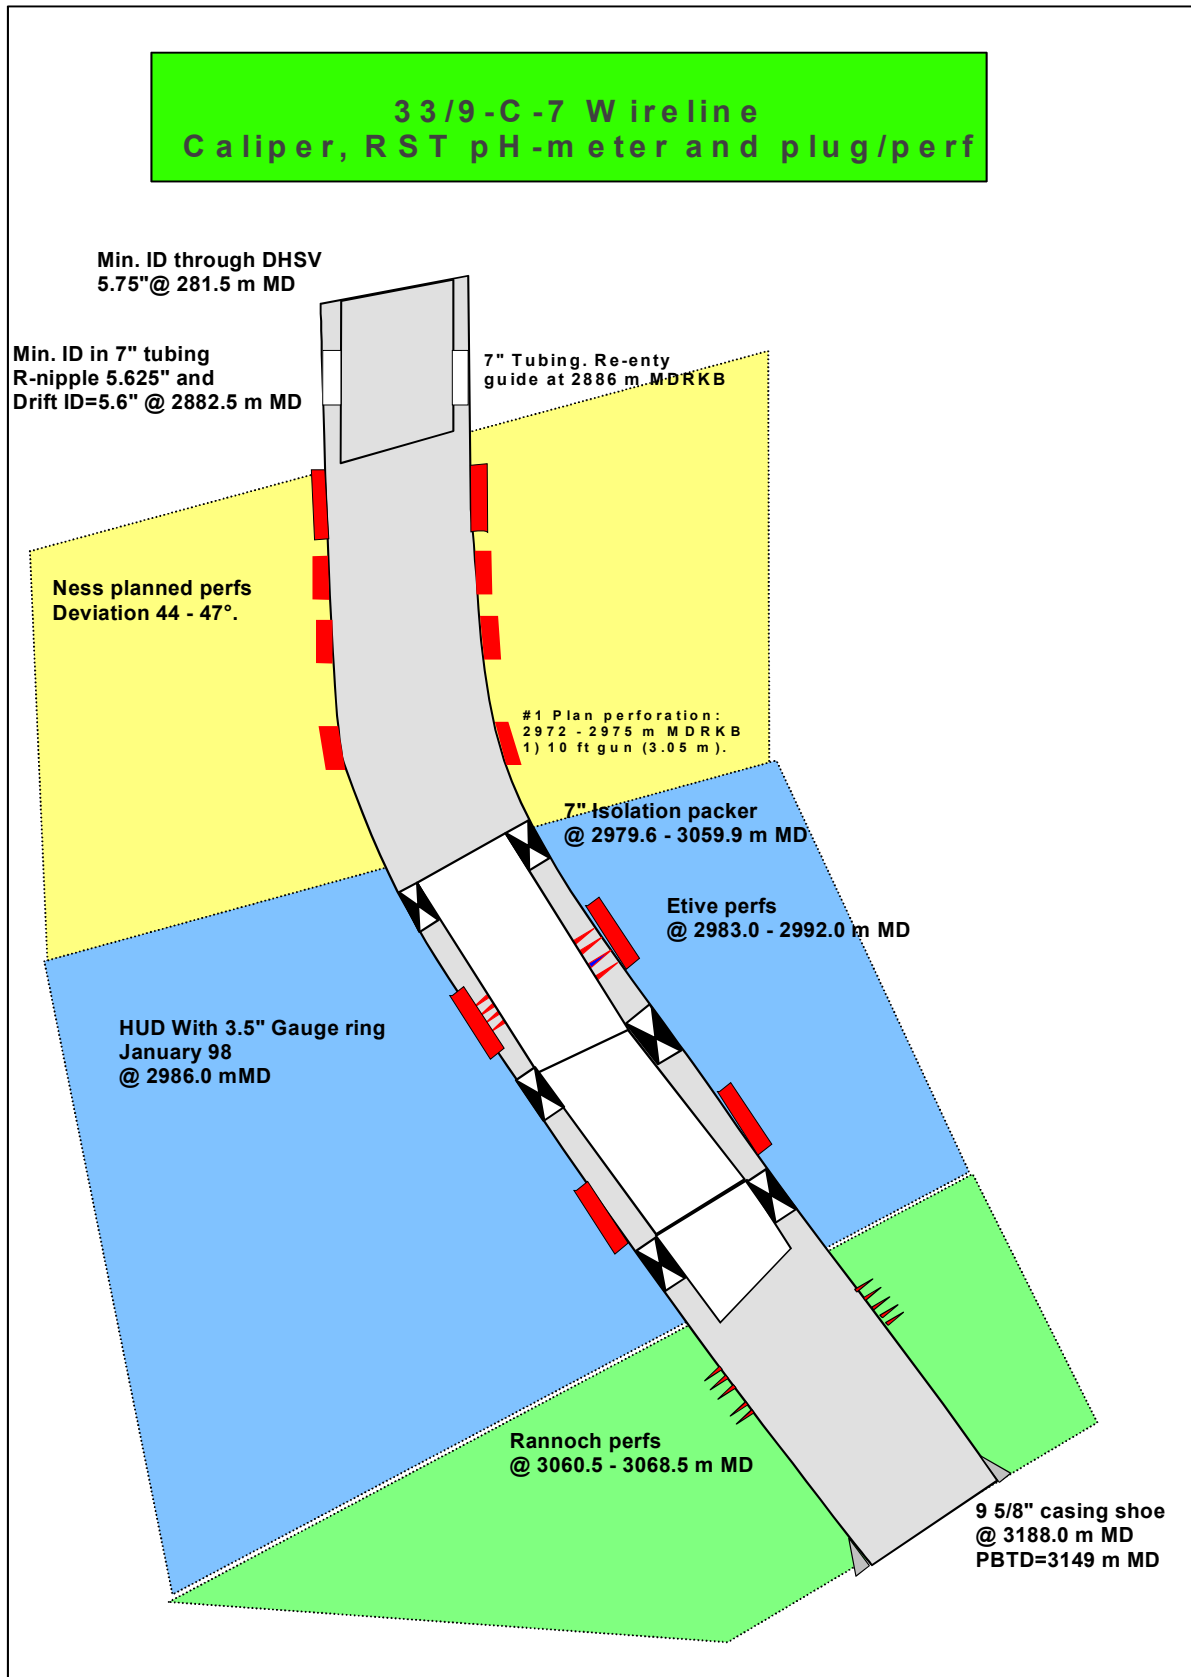 33/9-C-7 Wireline
Caliper, RST pH-meter and plug/perf
Min. ID through DHSV
5.75"@ 281.5 m MD
Min. ID in 7" tubing
R-nipple 5.625" and
Drift ID=5.6" @ 2882.5 m MD
7" Tubing. Re-enty
guide at 2886 m MDRKB
Ness planned perfs
Deviation 44 - 47°.
#1 Plan perforation:
2972 - 2975 m MDRKB
1) 10 ft gun (3.05 m).
7" Isolation packer
@ 2979.6 - 3059.9 m MD
Etive perfs
@ 2983.0 - 2992.0 m MD
HUD With 3.5" Gauge ring
January 98
@ 2986.0 mMD
Rannoch perfs
@ 3060.5 - 3068.5 m MD
9 5/8" casing shoe
@ 3188.0 m MD
PBTD=3149 m MD